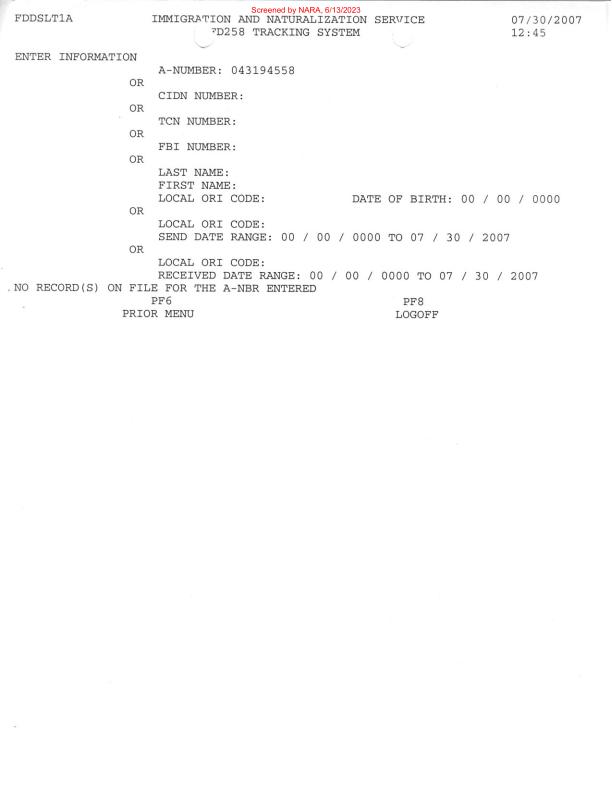 Screened by NARA, 6/13/2023
FDDSLT1A IMMIGRATION AND NATURALIZATION SERVICE 07/30/2007
FD258 TRACKING SYSTEM 12:45
ENTER INFORMATION
A-NUMBER: 043194558
OR
CIDN NUMBER:
OR
TCN NUMBER:
OR
FBI NUMBER:
OR
LAST NAME:
FIRST NAME:
LOCAL ORI CODE: DATE OF BIRTH: 00 / 00 / 0000
OR
LOCAL ORI CODE:
SEND DATE RANGE: 00 / 00 / 0000 TO 07 / 30 / 2007
OR
LOCAL ORI CODE:
RECEIVED DATE RANGE: 00 / 00 / 0000 TO 07 / 30 / 2007
NO RECORD(S) ON FILE FOR THE A-NBR ENTERED
PF6 PF8
PRIOR MENU LOGOFF